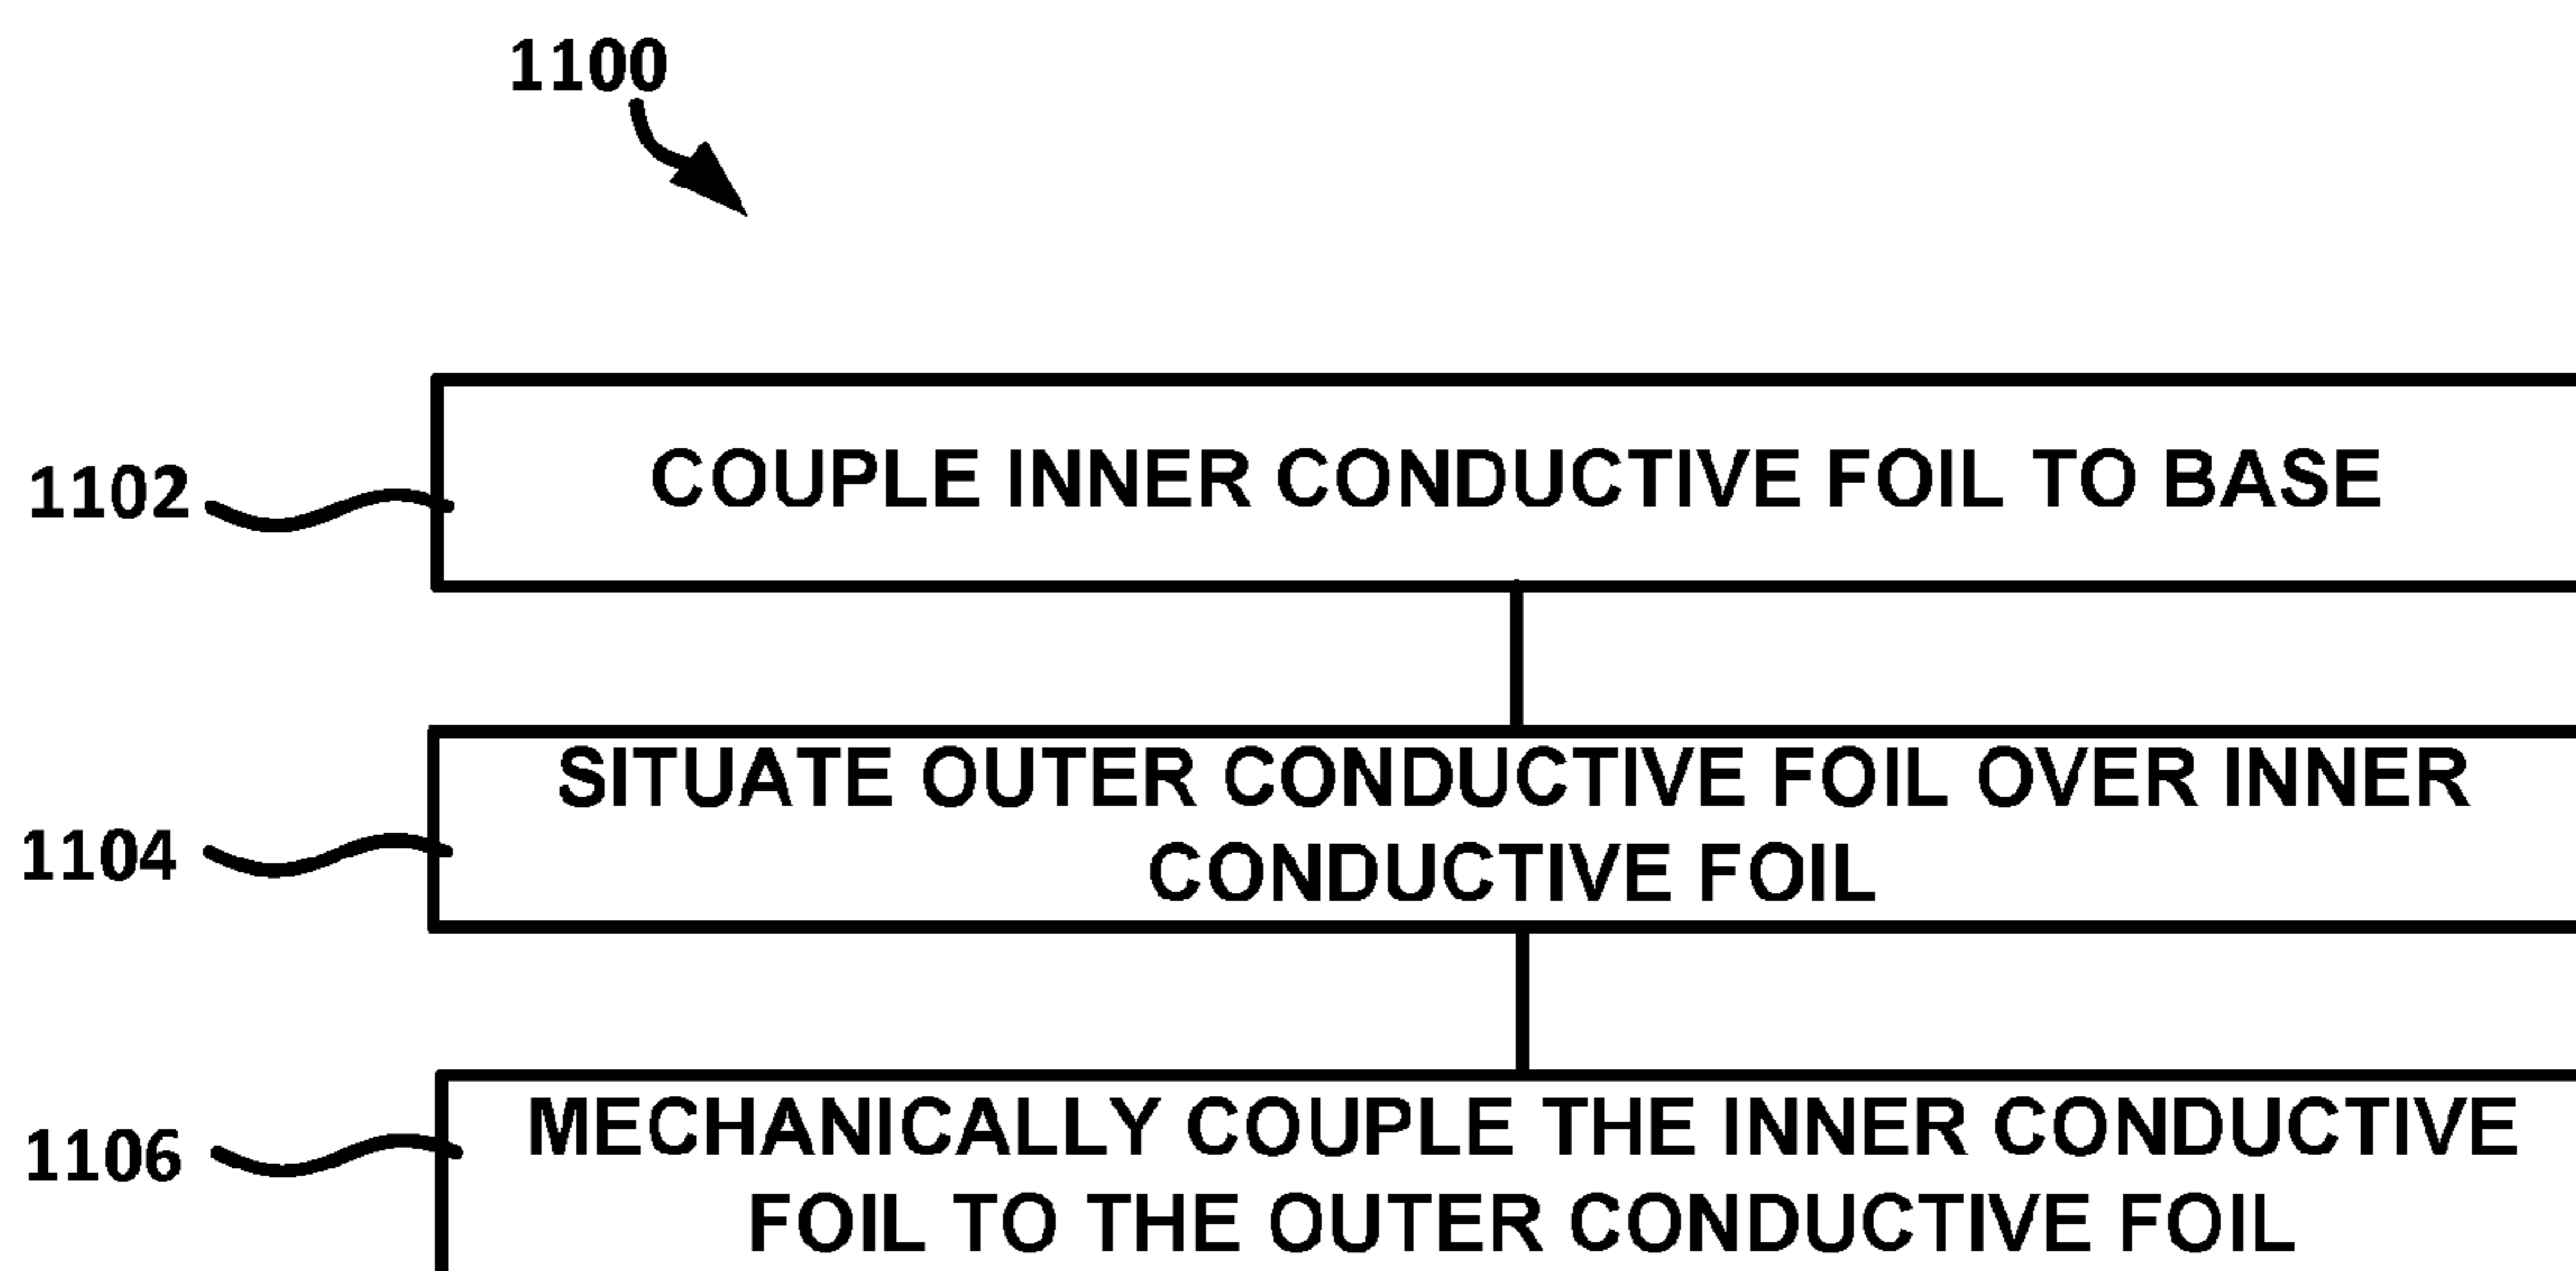 1100
1102
COUPLE INNER CONDUCTIVE FOIL TO BASE
1104
SITUATE OUTER CONDUCTIVE FOIL OVER INNER
CONDUCTIVE FOIL
1106
MECHANICALLY COUPLE THE INNER CONDUCTIVE
FOIL TO THE OUTER CONDUCTIVE FOIL